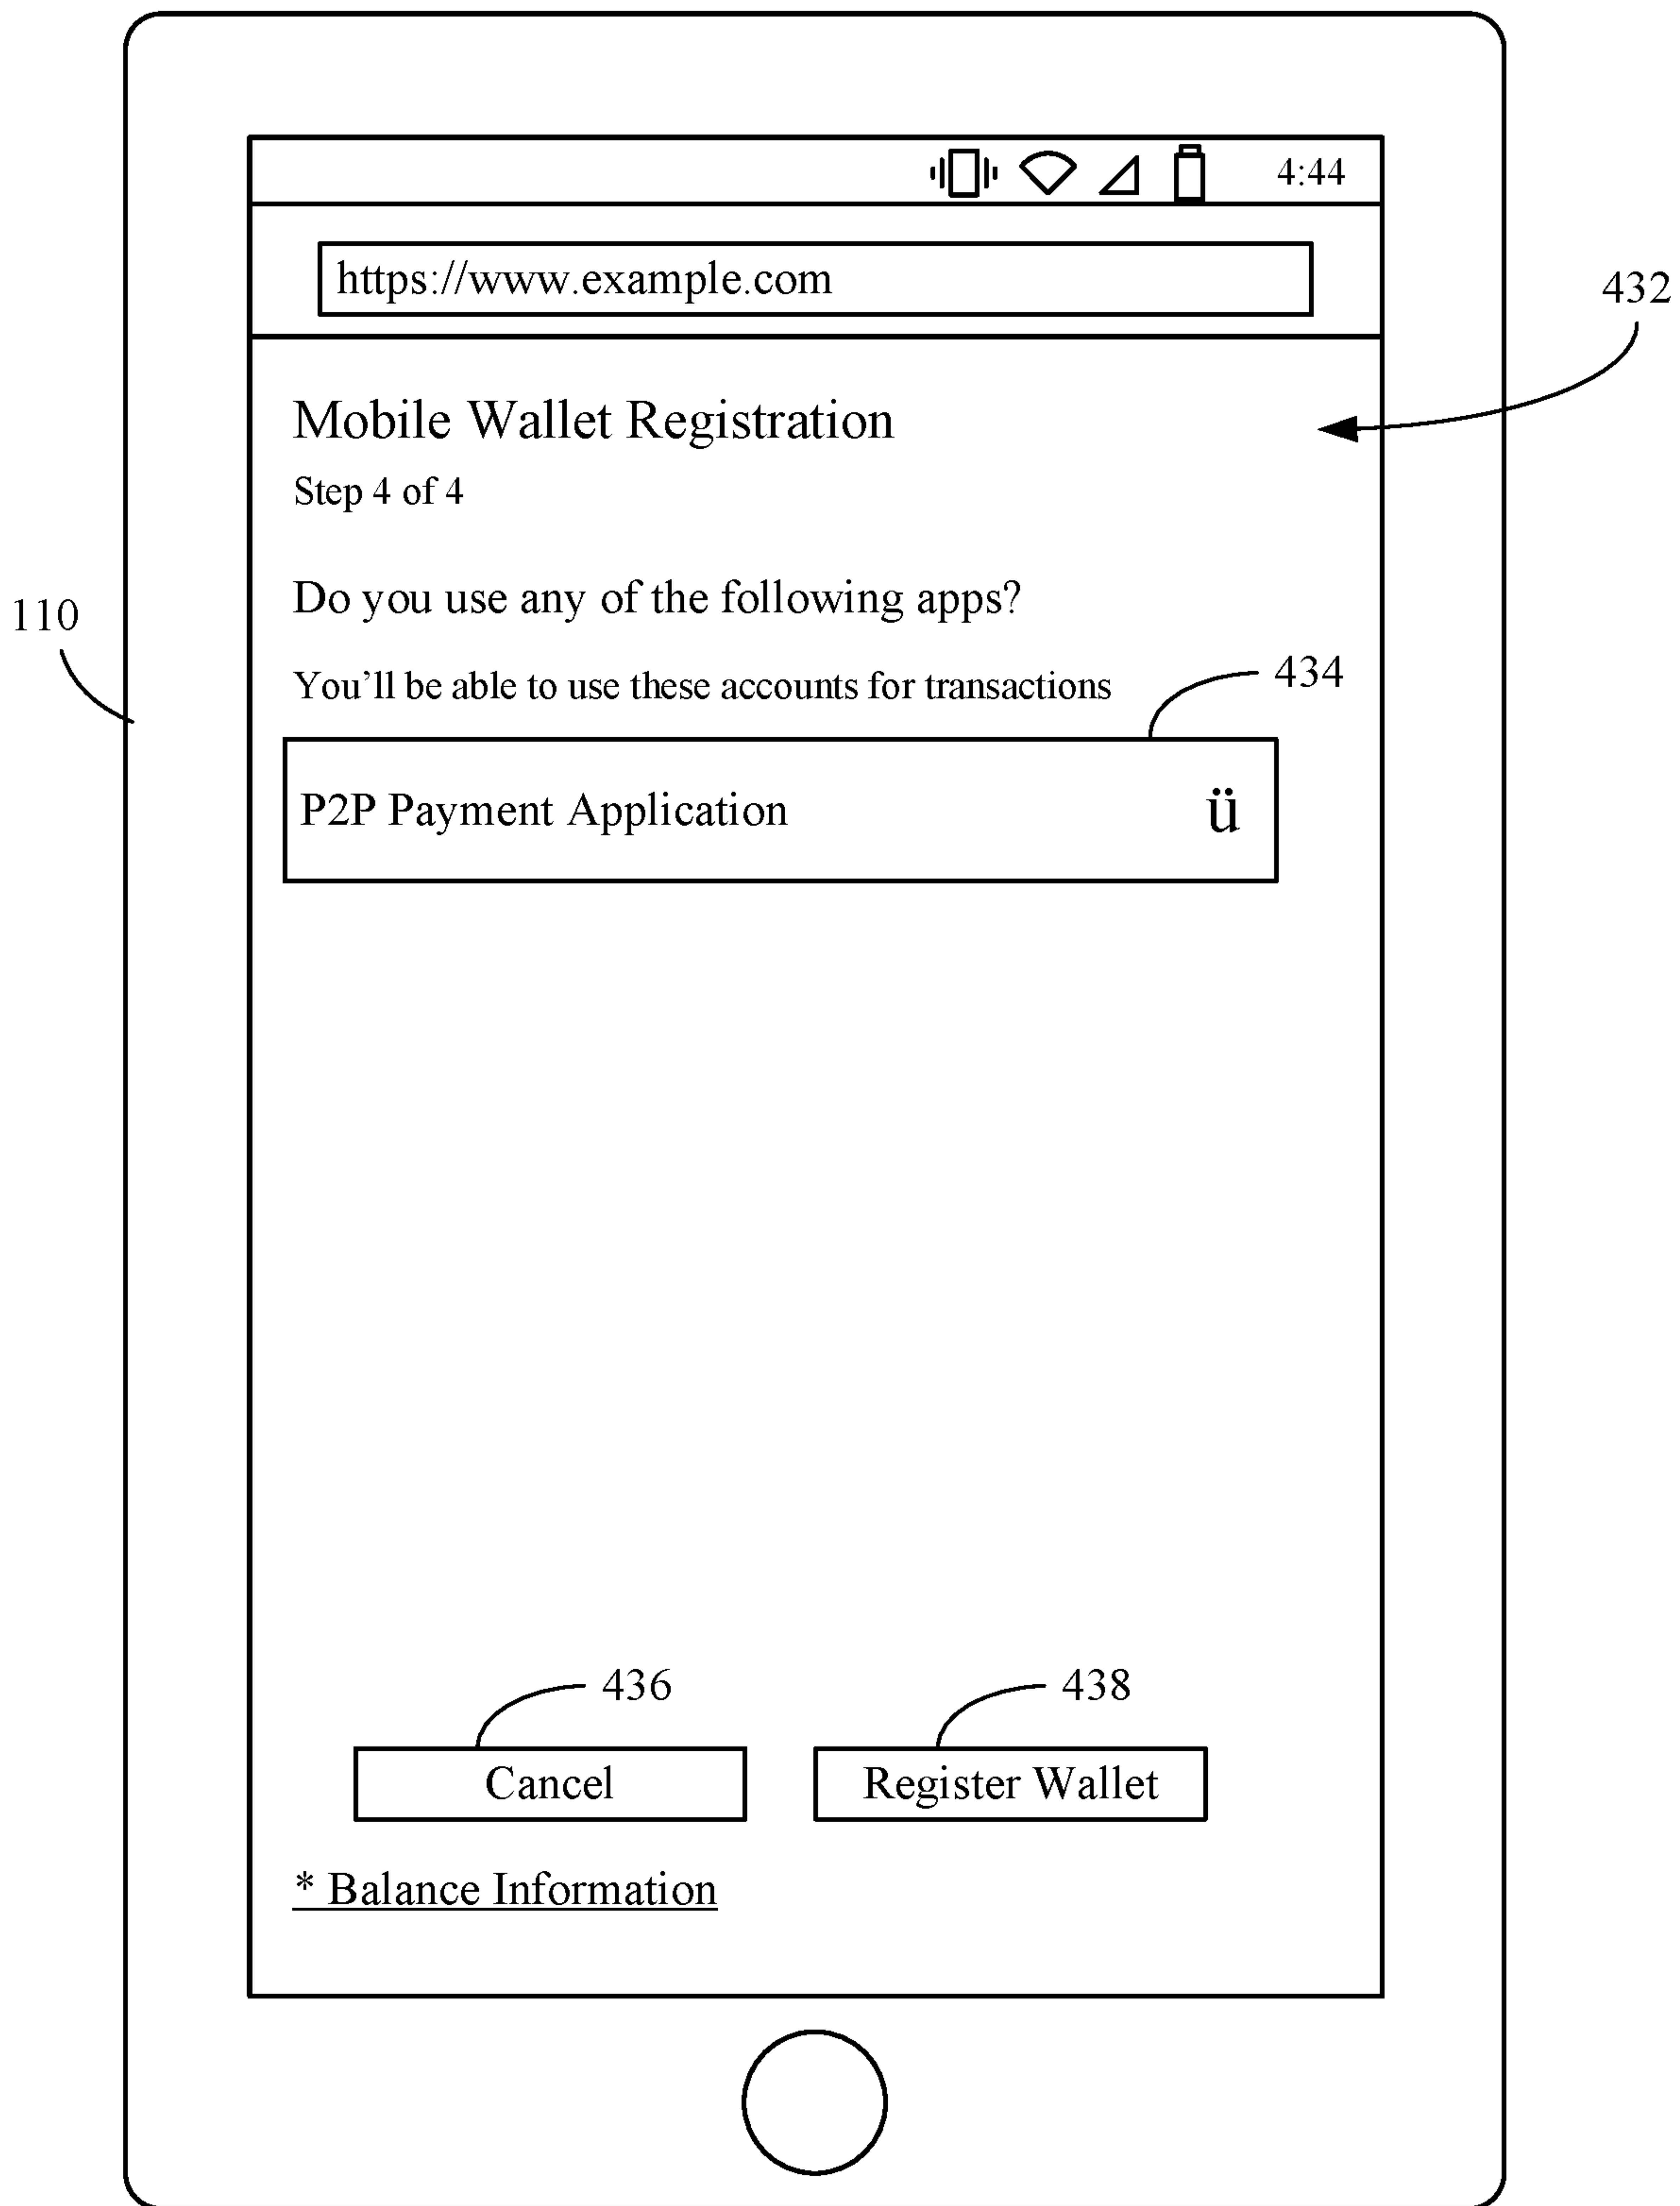 4:44
https://www.example.com
432
Mobile Wallet Registration
Step 4 of 4
Do you use any of the following apps?
110
You’ll be able to use these accounts for transactions
434
P2P Payment Application ü
436
438
Cancel
Register Wallet
* Balance Information